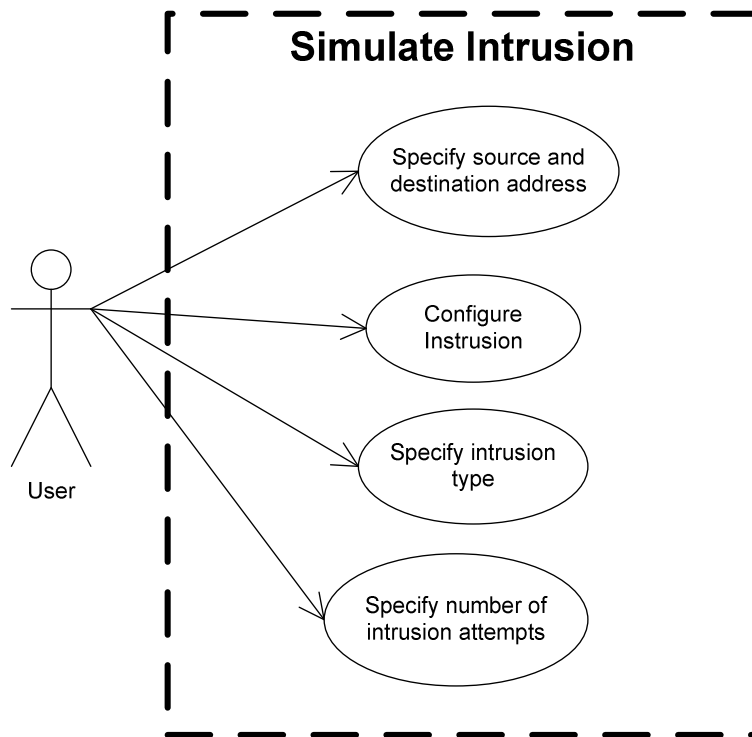 Simulate Intrusion
Specify source and
destination address
Configure
Instrusion
Specify intrusion
type
User
Specify number of
intrusion attempts